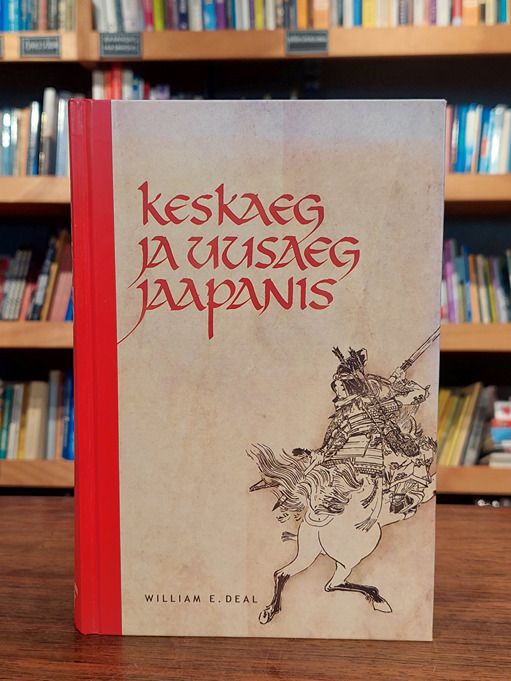 keskaeg
ja uusaeg
jaapanis
WILLIAM E. DEAL